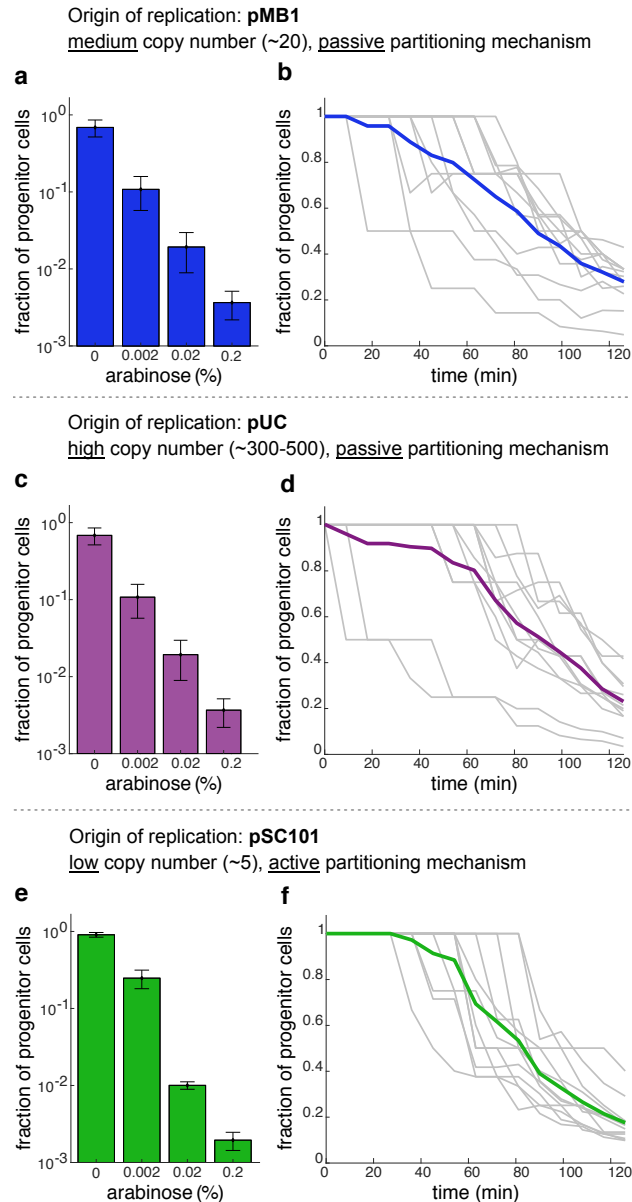 Origin of replication: pMB1
medium copy number (~20), passive partitioning mechanism
a
b
fraction of progenitor cells
10^0
10^-1
10^-2
10^-3
0 0.002 0.02 0.2
arabinose (%)
fraction of progenitor cells
1
0.8
0.6
0.4
0.2
0
0 20 40 60 80 100 120
time (min)
Origin of replication: pUC
high copy number (~300-500), passive partitioning mechanism
c
d
fraction of progenitor cells
10^0
10^-1
10^-2
10^-3
0 0.002 0.02 0.2
arabinose (%)
fraction of progenitor cells
1
0.8
0.6
0.4
0.2
0
0 20 40 60 80 100 120
time (min)
Origin of replication: pSC101
low copy number (~5), active partitioning mechanism
e
f
fraction of progenitor cells
10^0
10^-1
10^-2
10^-3
0 0.002 0.02 0.2
arabinose (%)
fraction of progenitor cells
1
0.8
0.6
0.4
0.2
0
0 20 40 60 80 100 120
time (min)